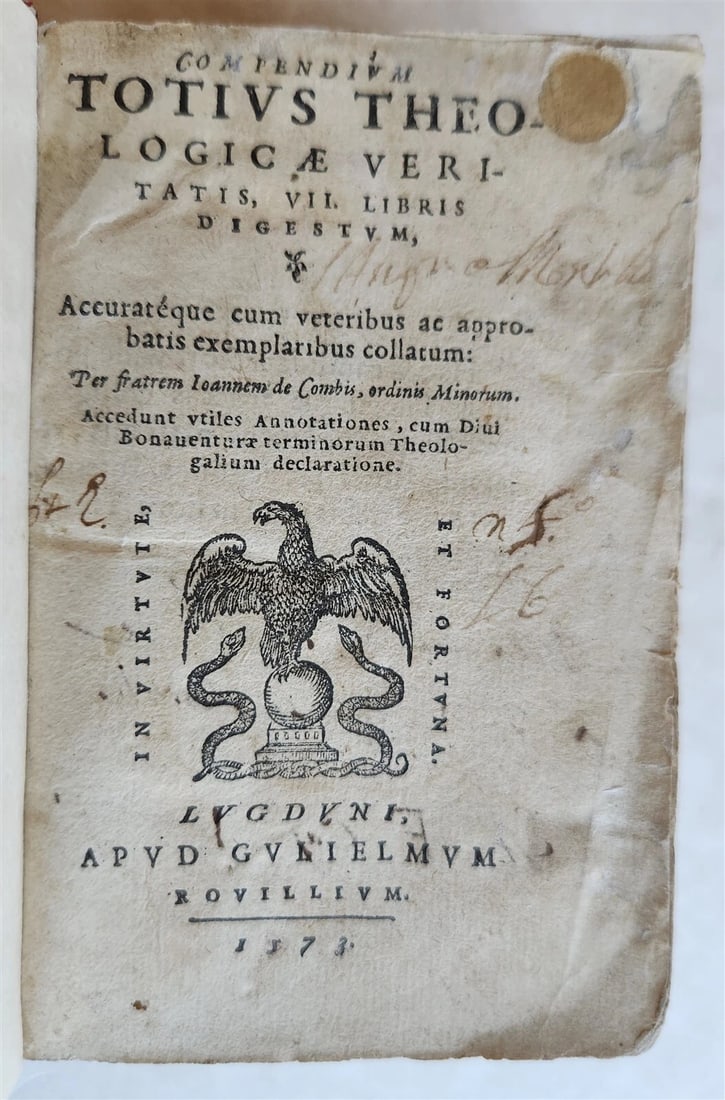 COMPENDIVM
TOTIVS THEO-
LOGICÆ VERI-
TATIS, VII. LIBRIS
DIGESTVM,
Accuratéque cum veteribus ac appro-
batis exemplaribus collatum:
Per fratrem Ioannem de Combis, ordinis Minorum.
Accedunt vtiles Annotationes, cum Diui
Bonauenturæ terminorum Theolo-
galium declaratione.
IN VIRTVTE,
ET FORTVNA.
LVGDVNI,
APVD GVLIELMVM
ROVILLIVM.
1573.